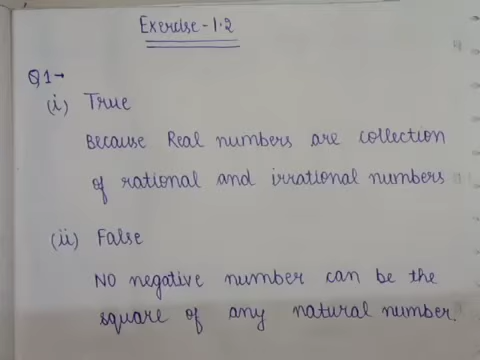 Exercise - 1.2
Q1→
(i) True
Because Real numbers are collection
of rational and irrational numbers
(ii) False
NO negative number can be the
square of any natural number.